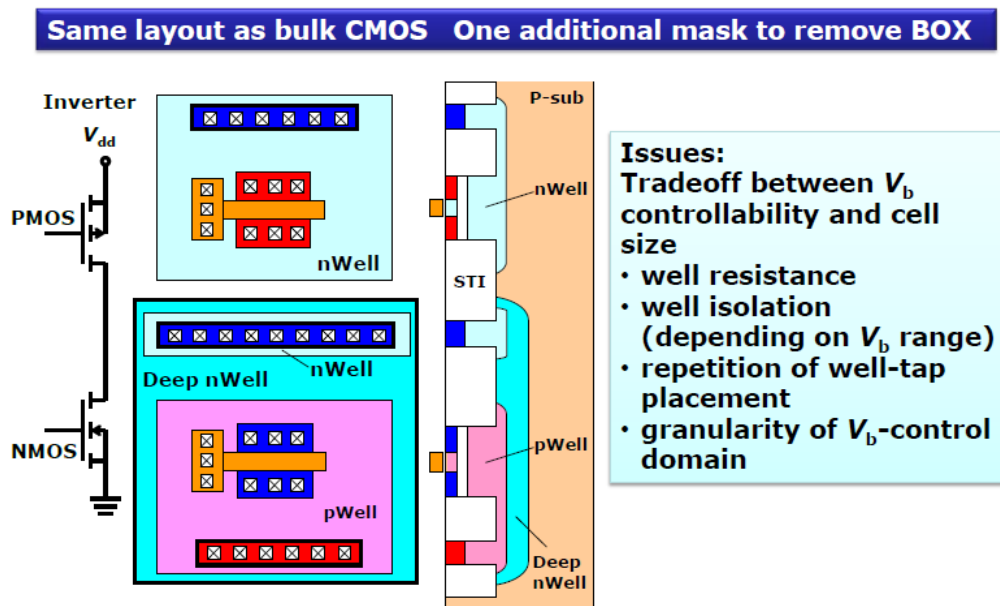 Same layout as bulk CMOS   One additional mask to remove BOX
Inverter
Vdd
PMOS
NMOS
nWell
nWell
Deep nWell
pWell
P-sub
nWell
STI
pWell
Deep
nWell
Issues:
Tradeoff between Vb
controllability and cell
size
· well resistance
· well isolation
(depending on Vb range)
· repetition of well-tap
placement
· granularity of Vb-control
domain